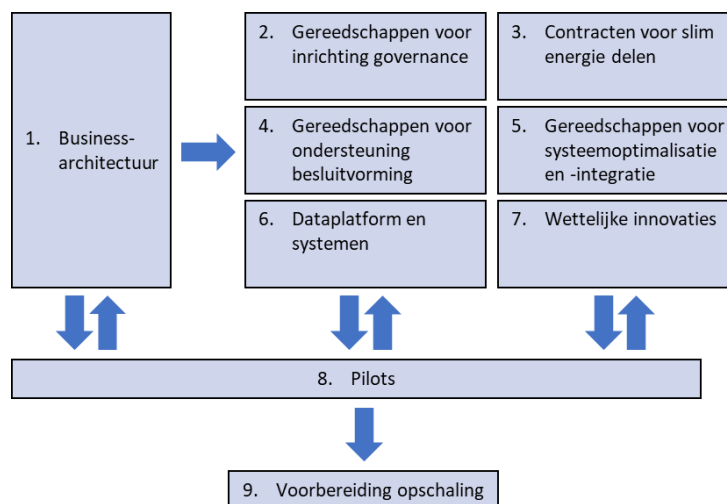 1. Business-
architectuur
2. Gereedschappen voor
inrichting governance
3. Contracten voor slim
energie delen
4. Gereedschappen voor
ondersteuning
besluitvorming
5. Gereedschappen voor
systeemoptimalisatie
en -integratie
6. Dataplatform en
systemen
7. Wettelijke innovaties
8. Pilots
9. Voorbereiding opschaling